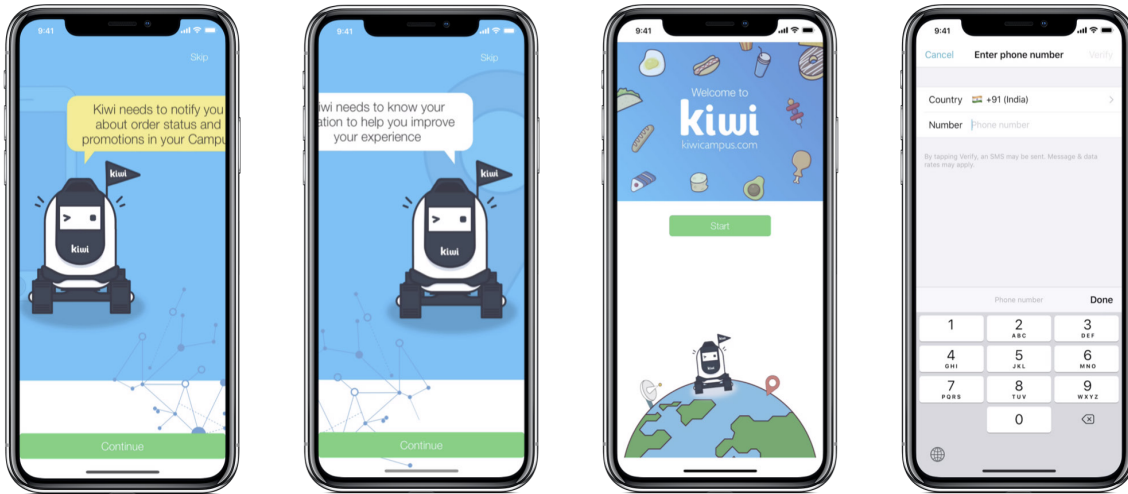 9:41
Skip
Kiwi needs to notify you
about order status and
promotions in your Campu
kiwi
kiwi
Continue
9:41
Skip
iwi needs to know your
ation to help you improve
your experience
kiwi
kiwi
Continue
9:41
Welcome to
kiwi
kiwicampus.com
Start
kiwi
kiwi
9:41
Cancel Enter phone number Verify
Country +91 (India)
Number Phone number
By tapping Verify, an SMS may be sent. Message & data
rates may apply.
Phone number Done
1 2 3
ABC DEF
4 5 6
GHI JKL MNO
7 8 9
PQRS TUV WXYZ
0